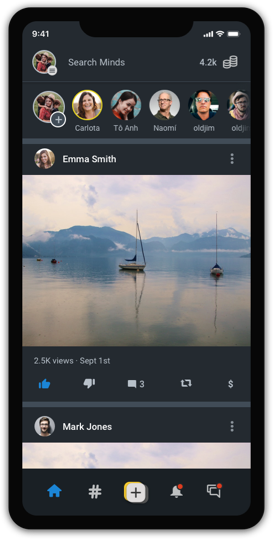 9:41
Search Minds 4.2k
Carlota Tô Anh Naomi oldjim
Emma Smith
2.5K views · Sept 1st
3 $
Mark Jones
#